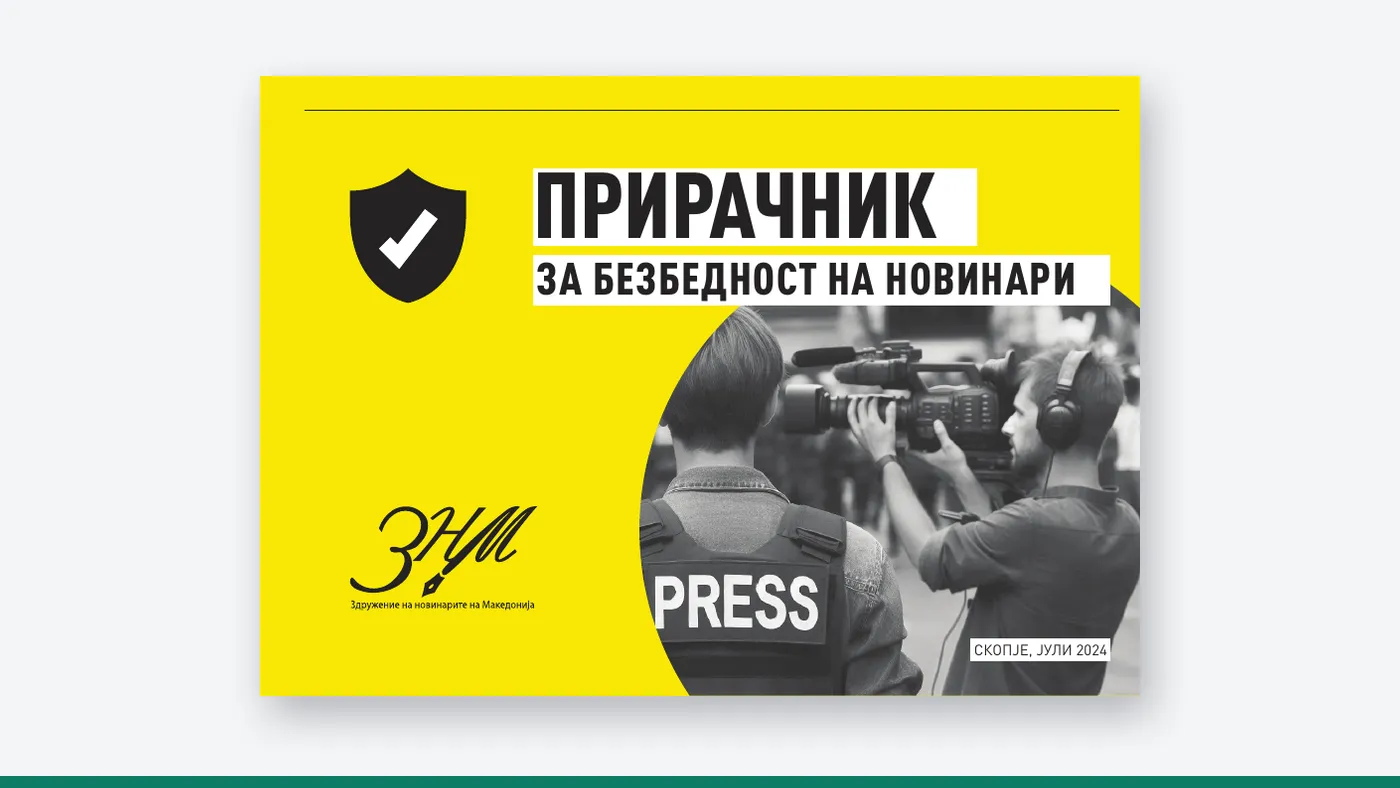 ПРИРАЧНИК
ЗА БЕЗБЕДНОСТ НА НОВИНАРИ
ЗНМ
Здружение на новинарите на Македонија
PRESS
СКОПЈЕ, ЈУЛИ 2024